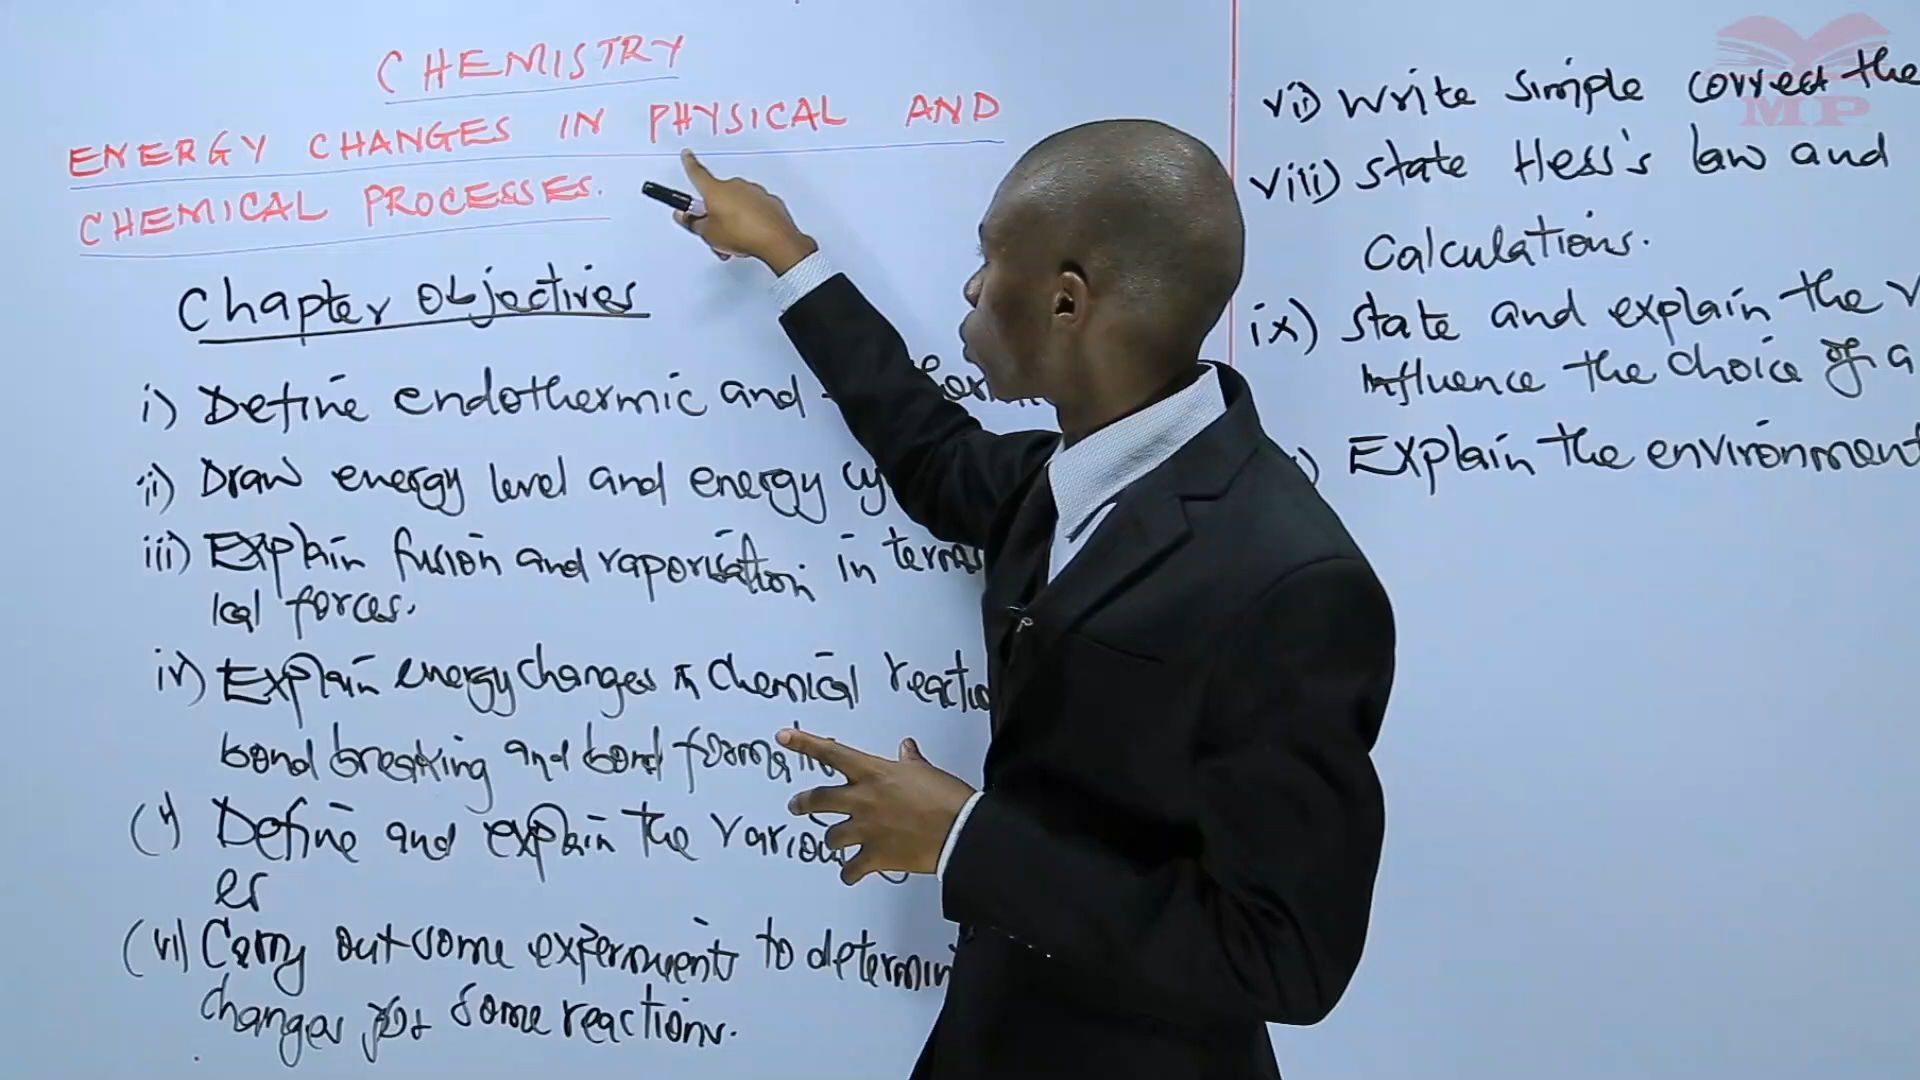 CHEMISTRY
ENERGY CHANGES IN PHYSICAL AND
CHEMICAL PROCESSES.
Chapter Objectives
i) Define endothermic and
ii) Draw energy level and energy
iii) Explain fusion and vaporisation in terms
ical forces.
iv) Explain energy changes in chemical
bond breaking and bond
(v) Define and explain the
es
(vi) Carry out some experiments to
changes for some reactions.
vii) Write simple correct the
viii) State Hess's law and
Calculations.
ix) State and explain the
influence the choice of a
Explain the
MP